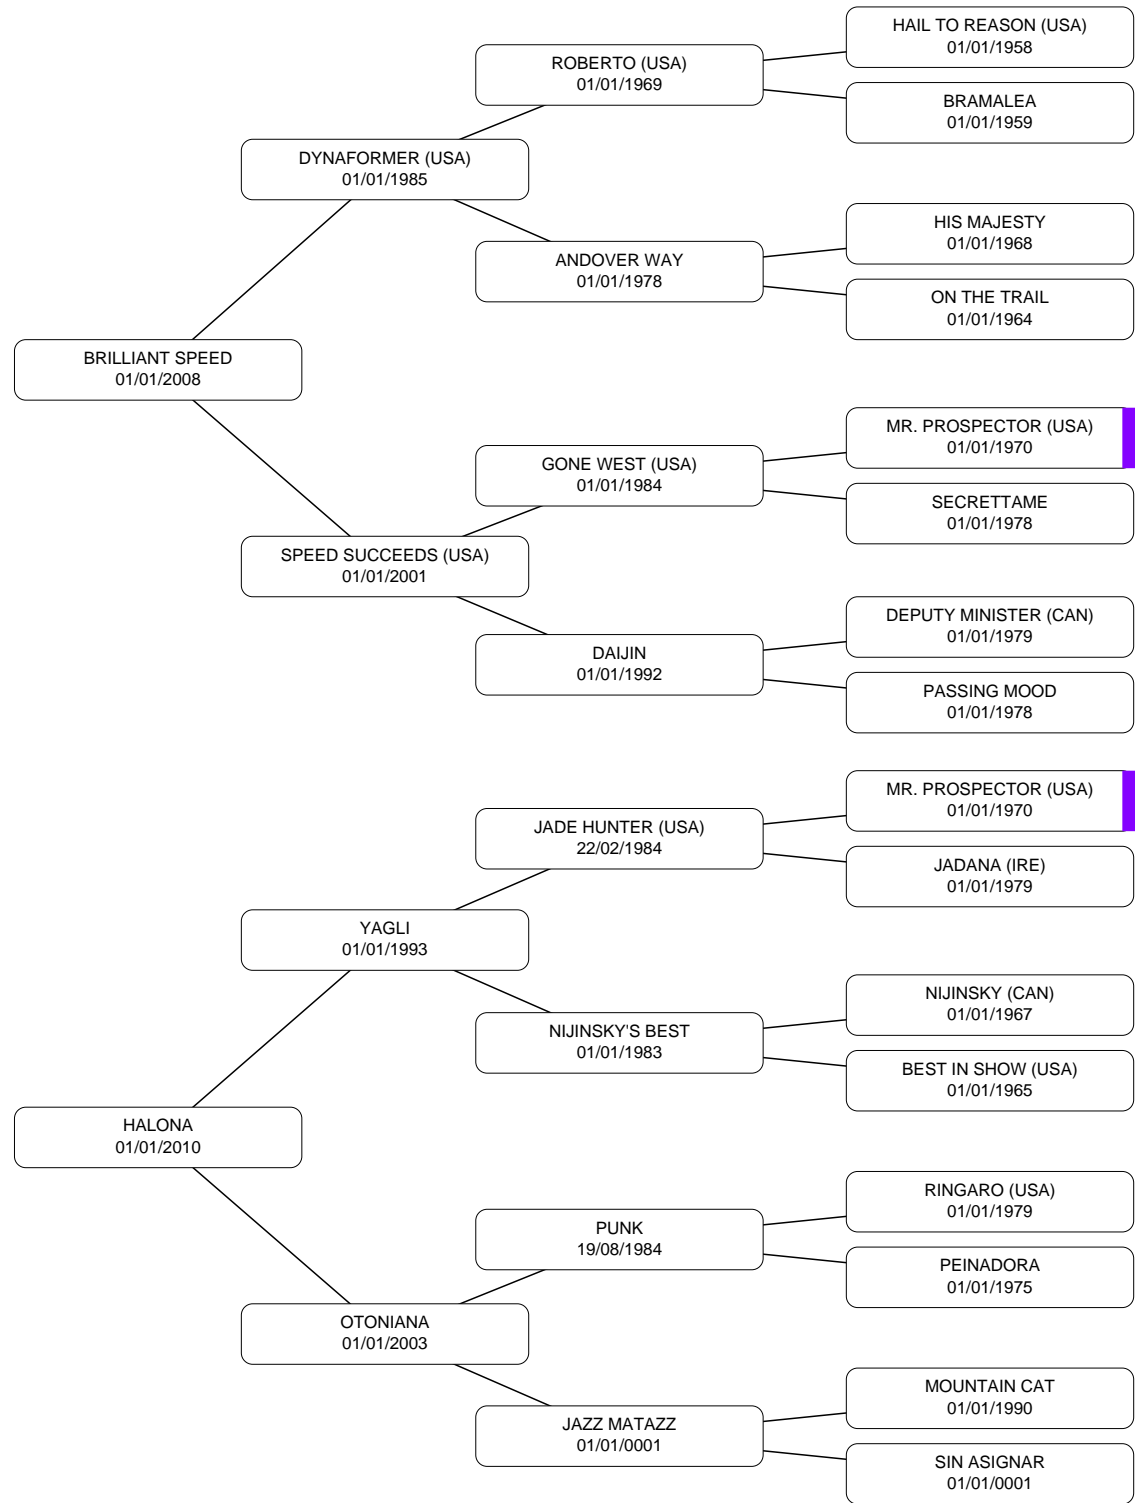 HAIL TO REASON (USA)
01/01/1958
ROBERTO (USA)
01/01/1969
BRAMALEA
01/01/1959
DYNAFORMER (USA)
01/01/1985
HIS MAJESTY
01/01/1968
ANDOVER WAY
01/01/1978
ON THE TRAIL
01/01/1964
BRILLIANT SPEED
01/01/2008
MR. PROSPECTOR (USA)
01/01/1970
GONE WEST (USA)
01/01/1984
SECRETTAME
01/01/1978
SPEED SUCCEEDS (USA)
01/01/2001
DEPUTY MINISTER (CAN)
01/01/1979
DAIJIN
01/01/1992
PASSING MOOD
01/01/1978
MR. PROSPECTOR (USA)
01/01/1970
JADE HUNTER (USA)
22/02/1984
JADANA (IRE)
01/01/1979
YAGLI
01/01/1993
NIJINSKY (CAN)
01/01/1967
NIJINSKY'S BEST
01/01/1983
BEST IN SHOW (USA)
01/01/1965
HALONA
01/01/2010
RINGARO (USA)
01/01/1979
PUNK
19/08/1984
PEINADORA
01/01/1975
OTONIANA
01/01/2003
MOUNTAIN CAT
01/01/1990
JAZZ MATAZZ
01/01/0001
SIN ASIGNAR
01/01/0001